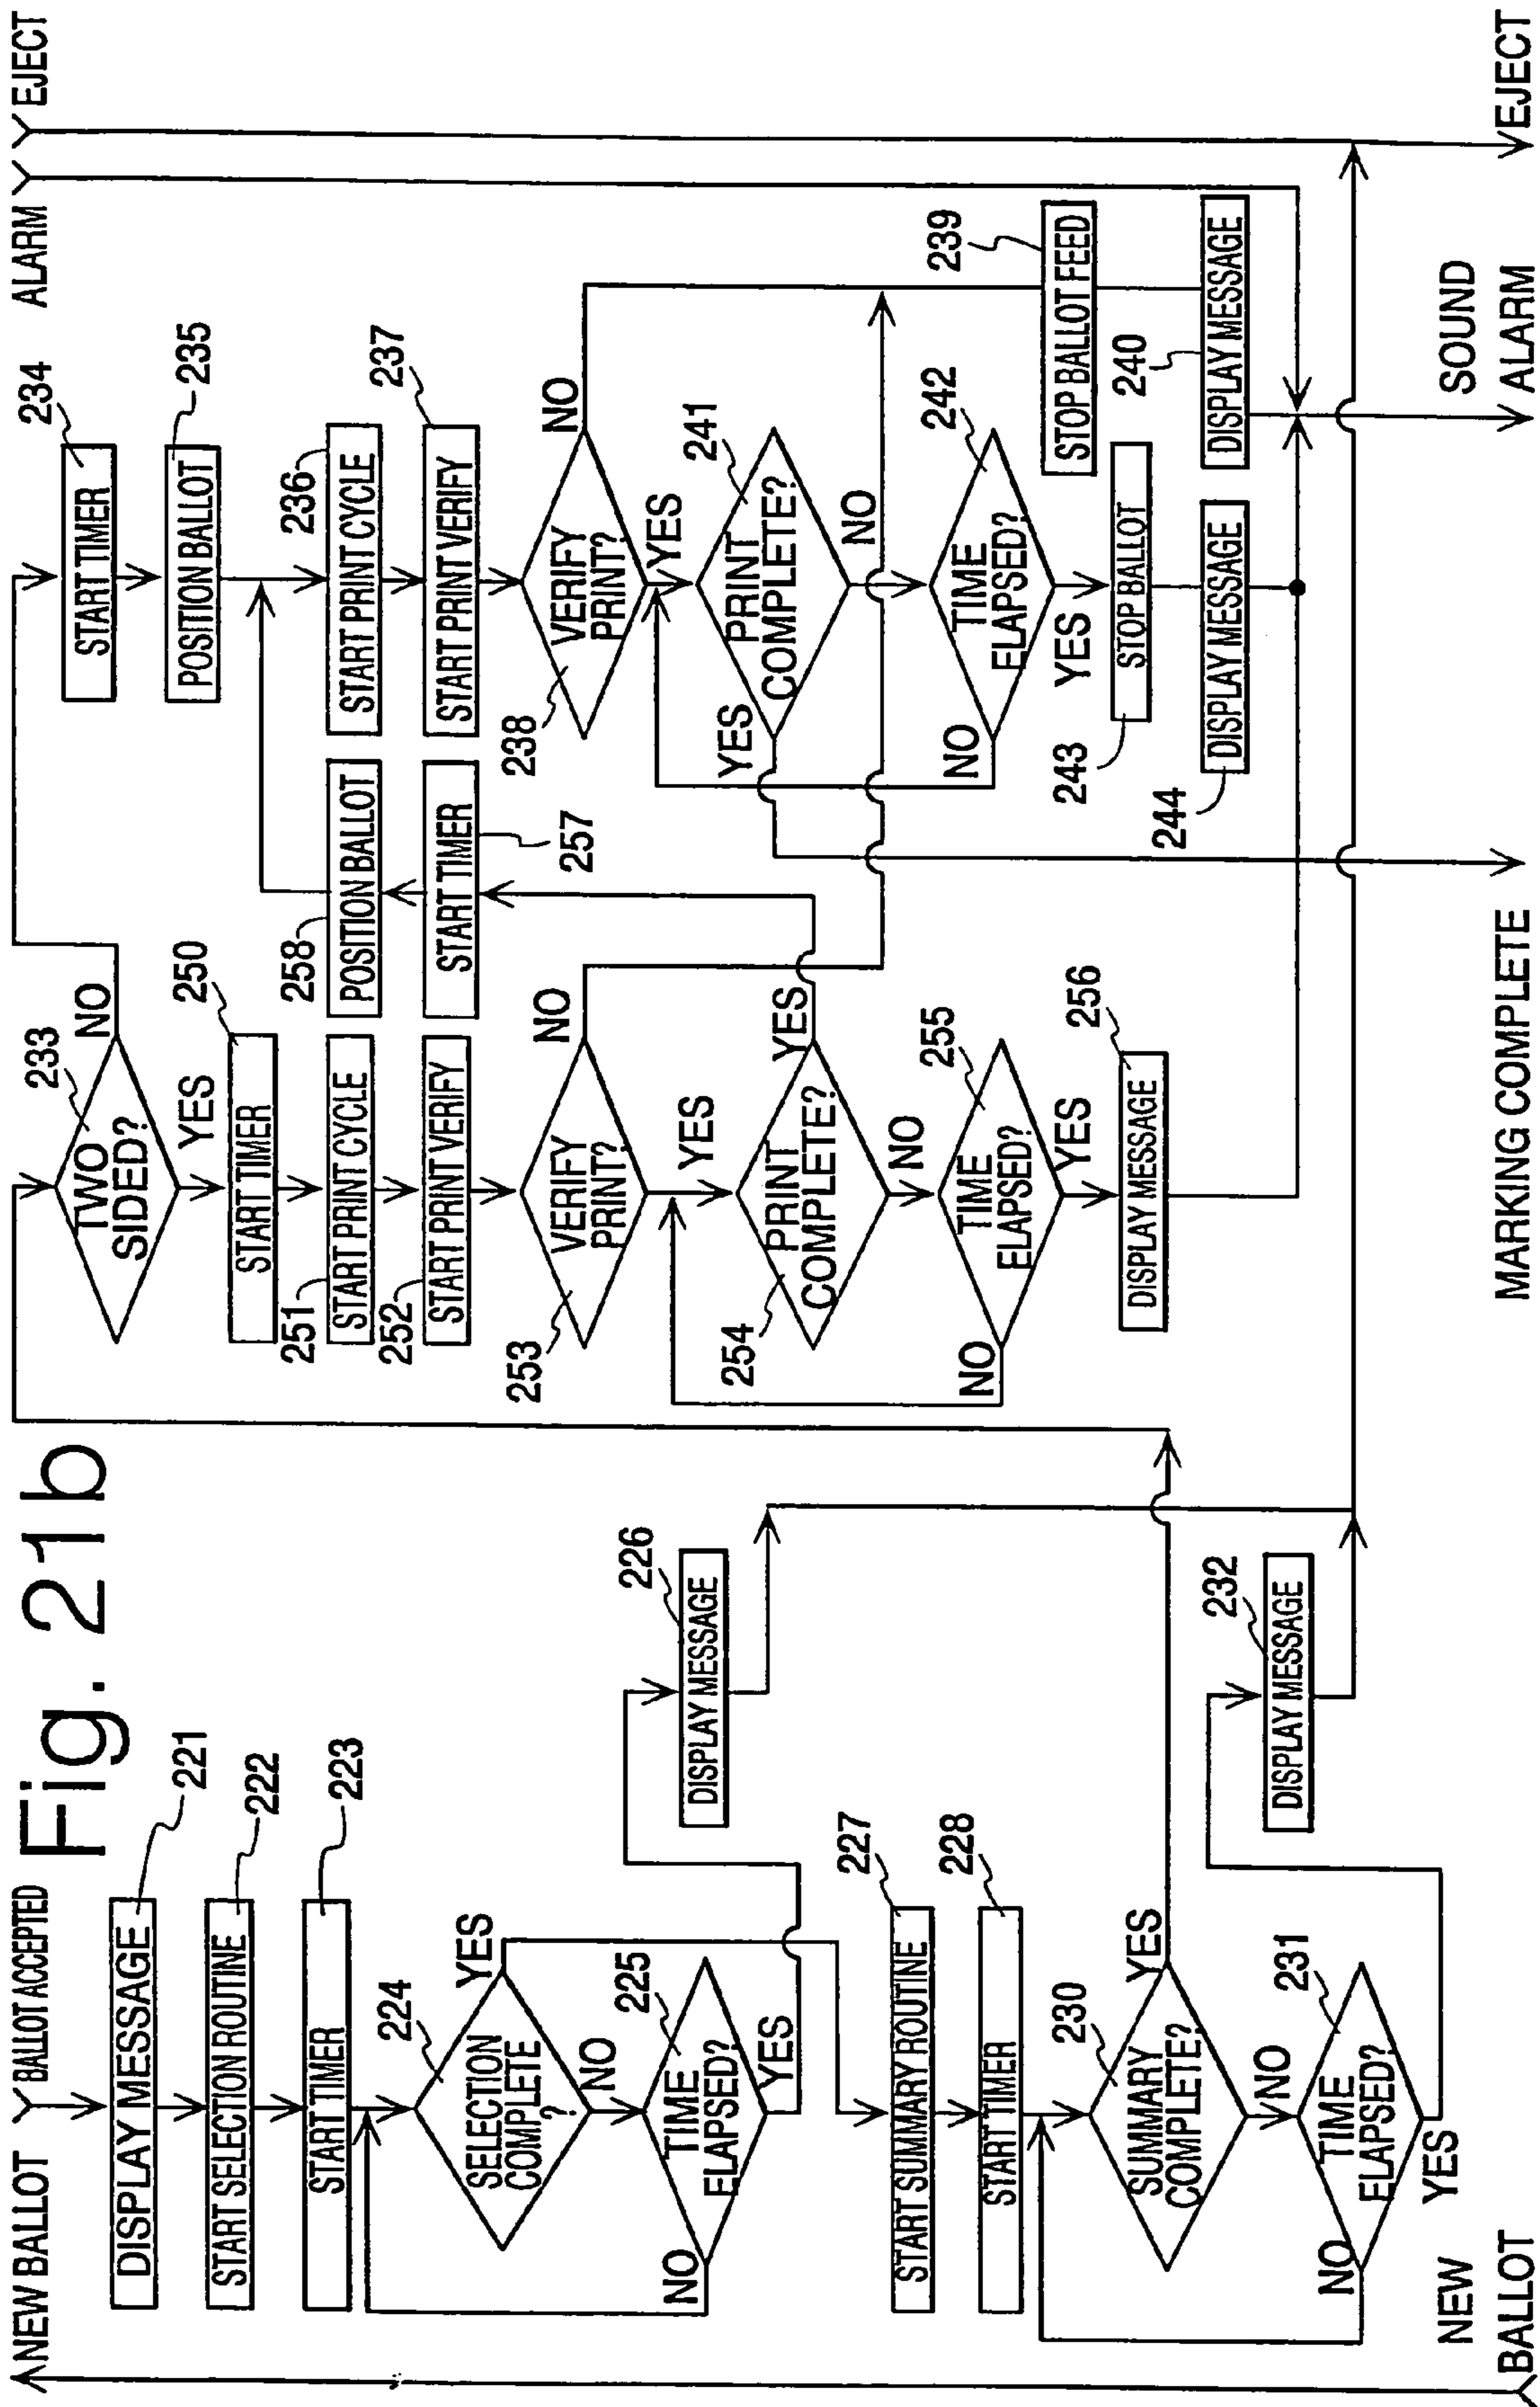 Fig. 21b
NEW BALLOT
BALLOT ACCEPTED
DISPLAY MESSAGE
221
START SELECTION ROUTINE
222
START TIMER
223
SELECTION
COMPLETE
?
224
YES
NO
TIME
ELAPSED?
225
NO
YES
DISPLAY MESSAGE
226
START SUMMARY ROUTINE
227
START TIMER
228
SUMMARY
COMPLETE?
230
YES
NO
TIME
ELAPSED?
231
NO
YES
DISPLAY MESSAGE
232
NEW
BALLOT
TWO
SIDED?
233
NO
YES
START TIMER
250
START PRINT CYCLE
251
START PRINT VERIFY
252
VERIFY
PRINT?
253
NO
YES
PRINT
COMPLETE?
254
YES
NO
TIME
ELAPSED?
255
NO
YES
DISPLAY MESSAGE
256
START TIMER
257
POSITION BALLOT
258
START TIMER
234
POSITION BALLOT
235
START PRINT CYCLE
236
START PRINT VERIFY
237
VERIFY
PRINT?
238
NO
YES
STOP BALLOT FEED
239
DISPLAY MESSAGE
240
PRINT
COMPLETE?
241
YES
NO
TIME
ELAPSED?
242
NO
YES
STOP BALLOT
243
DISPLAY MESSAGE
244
ALARM
EJECT
MARKING COMPLETE
SOUND
ALARM
EJECT